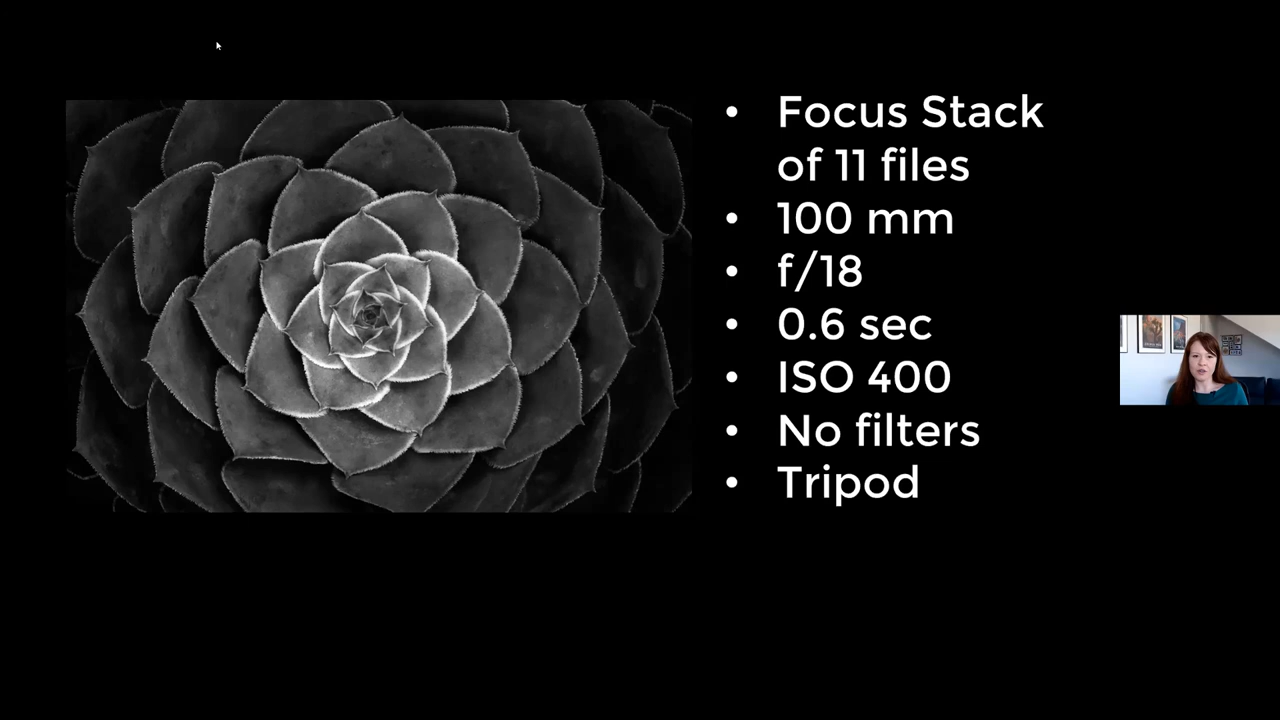 • Focus Stack
of 11 files
• 100 mm
• f/18
• 0.6 sec
• ISO 400
• No filters
• Tripod